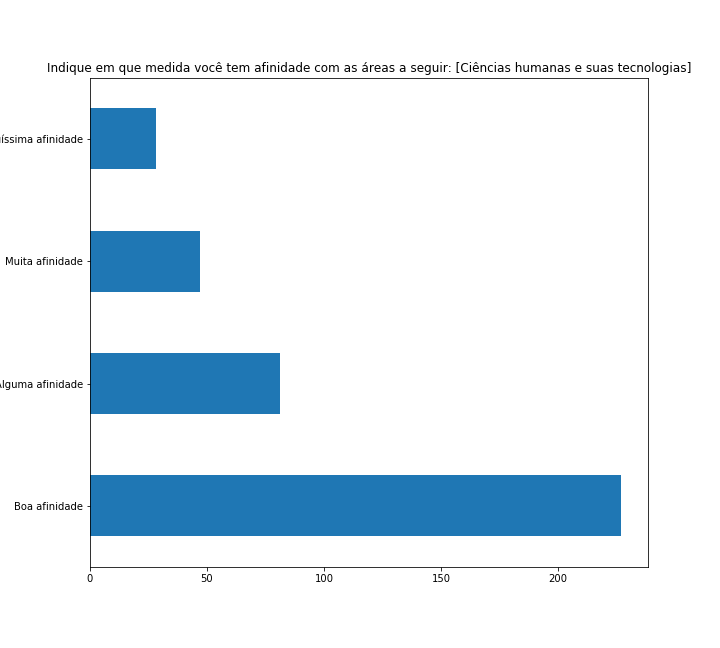 Indique em que medida você tem afinidade com as áreas a seguir: [Ciências humanas e suas tecnologias]
íssima afinidade
Muita afinidade
Alguma afinidade
Boa afinidade
0 50 100 150 200